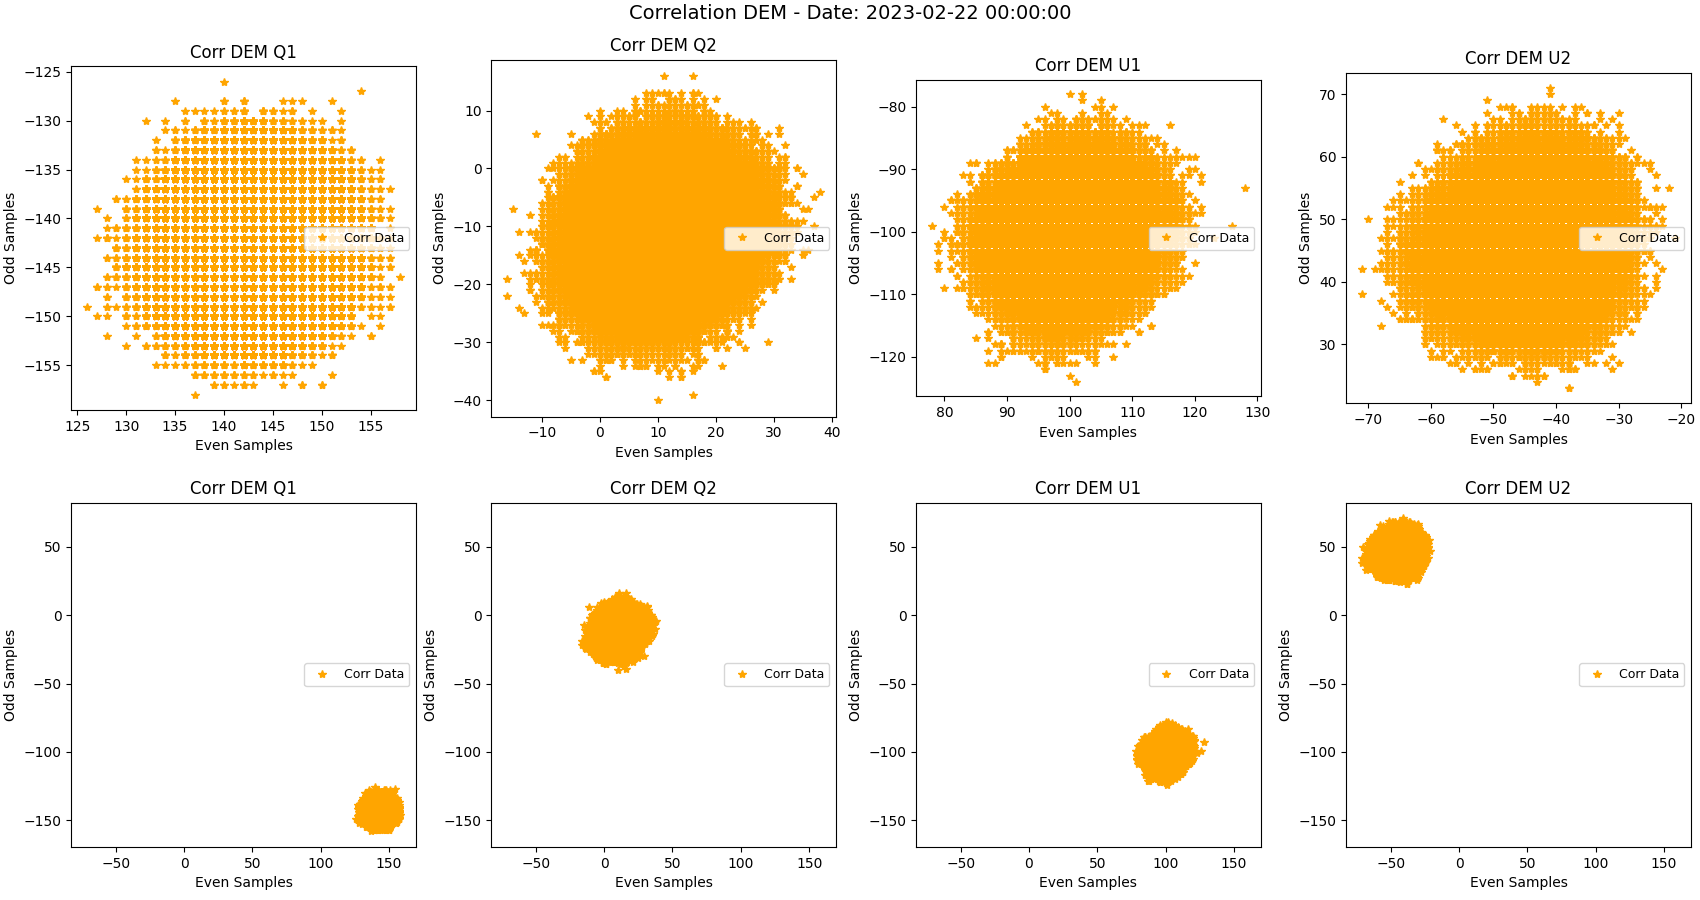 Correlation DEM - Date: 2023-02-22 00:00:00
Corr DEM Q1
−125
−130
−135
−140
−145
−150
−155
Odd Samples
Corr Data
125 130 135 140 145 150 155
Even Samples
Corr DEM Q2
10
0
−10
−20
−30
−40
Odd Samples
Corr Data
−10 0 10 20 30 40
Even Samples
Corr DEM U1
−80
−90
−100
−110
−120
Odd Samples
Corr Data
80 90 100 110 120 130
Even Samples
Corr DEM U2
70
60
50
40
30
Odd Samples
Corr Data
−70 −60 −50 −40 −30 −20
Even Samples
Corr DEM Q1
50
0
−50
−100
−150
Odd Samples
Corr Data
−50 0 50 100 150
Even Samples
Corr DEM Q2
50
0
−50
−100
−150
Odd Samples
Corr Data
−50 0 50 100 150
Even Samples
Corr DEM U1
50
0
−50
−100
−150
Odd Samples
Corr Data
−50 0 50 100 150
Even Samples
Corr DEM U2
50
0
−50
−100
−150
Odd Samples
Corr Data
−50 0 50 100 150
Even Samples